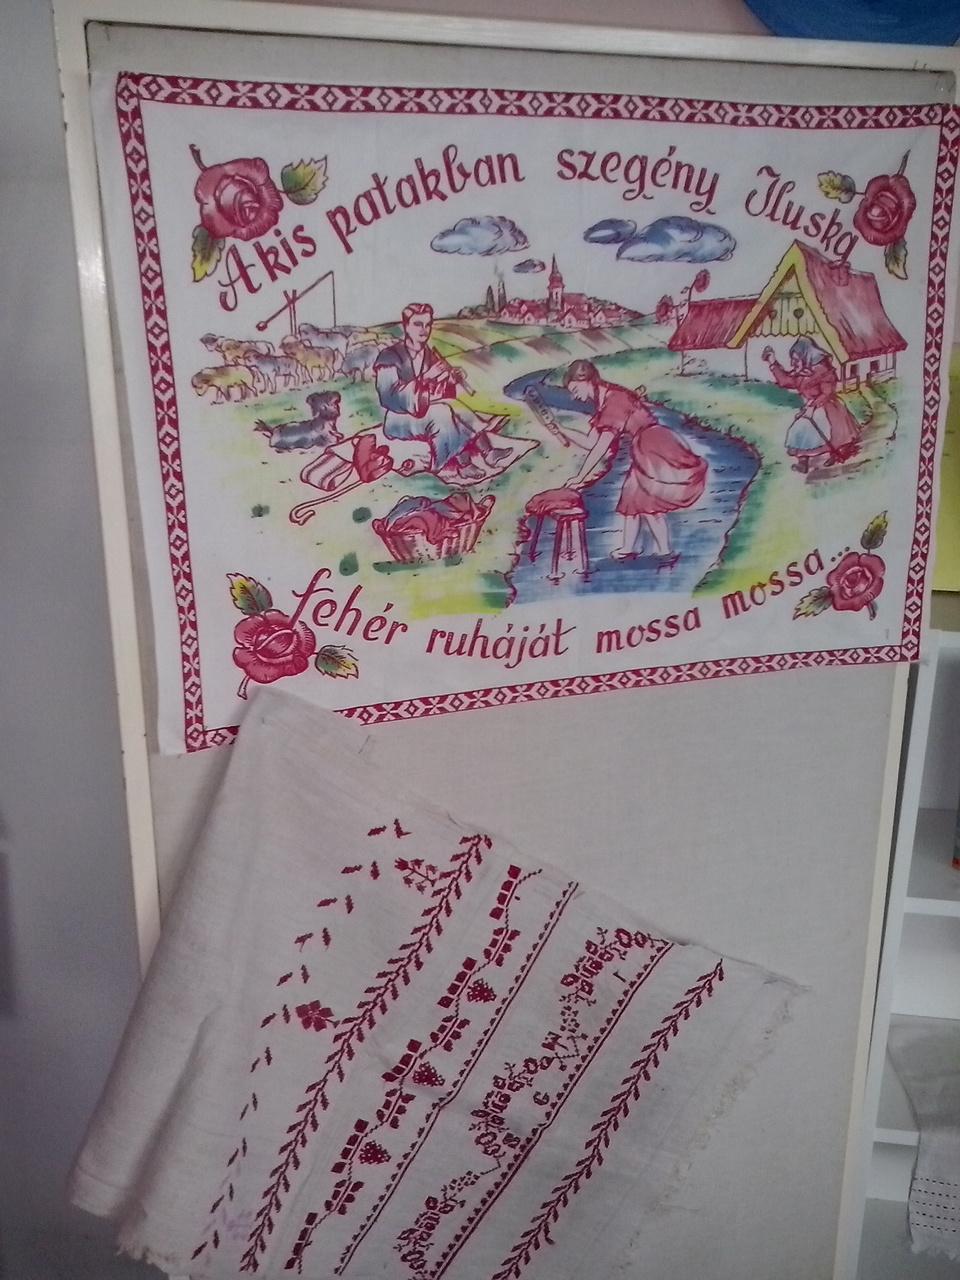 A kis patakban szegény Iluska
fehér ruháját mossa mossa...